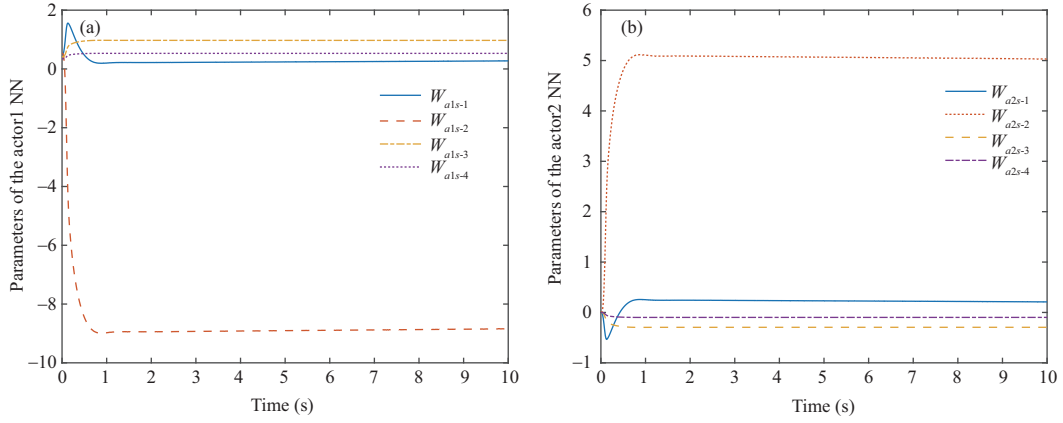 (a)
2
0
−2
−4
−6
−8
−10
0 1 2 3 4 5 6 7 8 9 10
Time (s)
Parameters of the actor1 NN
W_{a1s-1}
W_{a1s-2}
W_{a1s-3}
W_{a1s-4}
(b)
6
5
4
3
2
1
0
−1
0 1 2 3 4 5 6 7 8 9 10
Time (s)
Parameters of the actor2 NN
W_{a2s-1}
W_{a2s-2}
W_{a2s-3}
W_{a2s-4}